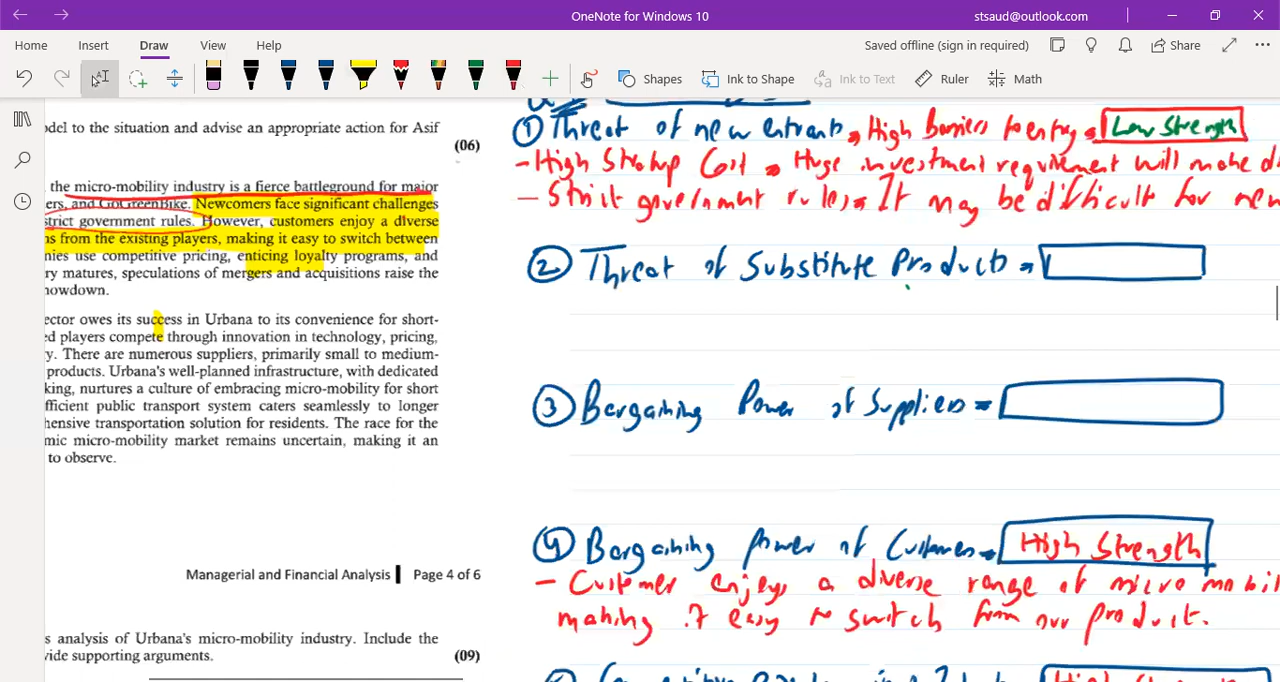 OneNote for Windows 10
stsaud@outlook.com
Home Insert Draw View Help
Saved offline (sign in required) Share
Shapes Ink to Shape Ink to Text Ruler Math
odel to the situation and advise an appropriate action for Asif
(06)
the micro-mobility industry is a fierce battleground for major
ers, and GoGreenBike. Newcomers face significant challenges
strict government rules. However, customers enjoy a diverse
ns from the existing players, making it easy to switch between
nies use competitive pricing, enticing loyalty programs, and
ry matures, speculations of mergers and acquisitions raise the
howdown.
ector owes its success in Urbana to its convenience for short-
ed players compete through innovation in technology, pricing,
y. There are numerous suppliers, primarily small to medium-
products. Urbana's well-planned infrastructure, with dedicated
king, nurtures a culture of embracing micro-mobility for short
fficient public transport system caters seamlessly to longer
hensive transportation solution for residents. The race for the
mic micro-mobility market remains uncertain, making it an
to observe.
Managerial and Financial Analysis | Page 4 of 6
s analysis of Urbana's micro-mobility industry. Include the
vide supporting arguments.
(09)
① Threat of new entrants → High Barriers to entry → Low Strength
- High Startup Cost → Huge investment requirement will make d
- Strict government rules → It may be difficult for new
② Threat of Substitute Products →
③ Bargaining Power of Suppliers →
④ Bargaining Power of Customers → High Strength
- Customer enjoys a diverse range of micro mobil
making it easy to switch from our product.
High Strength